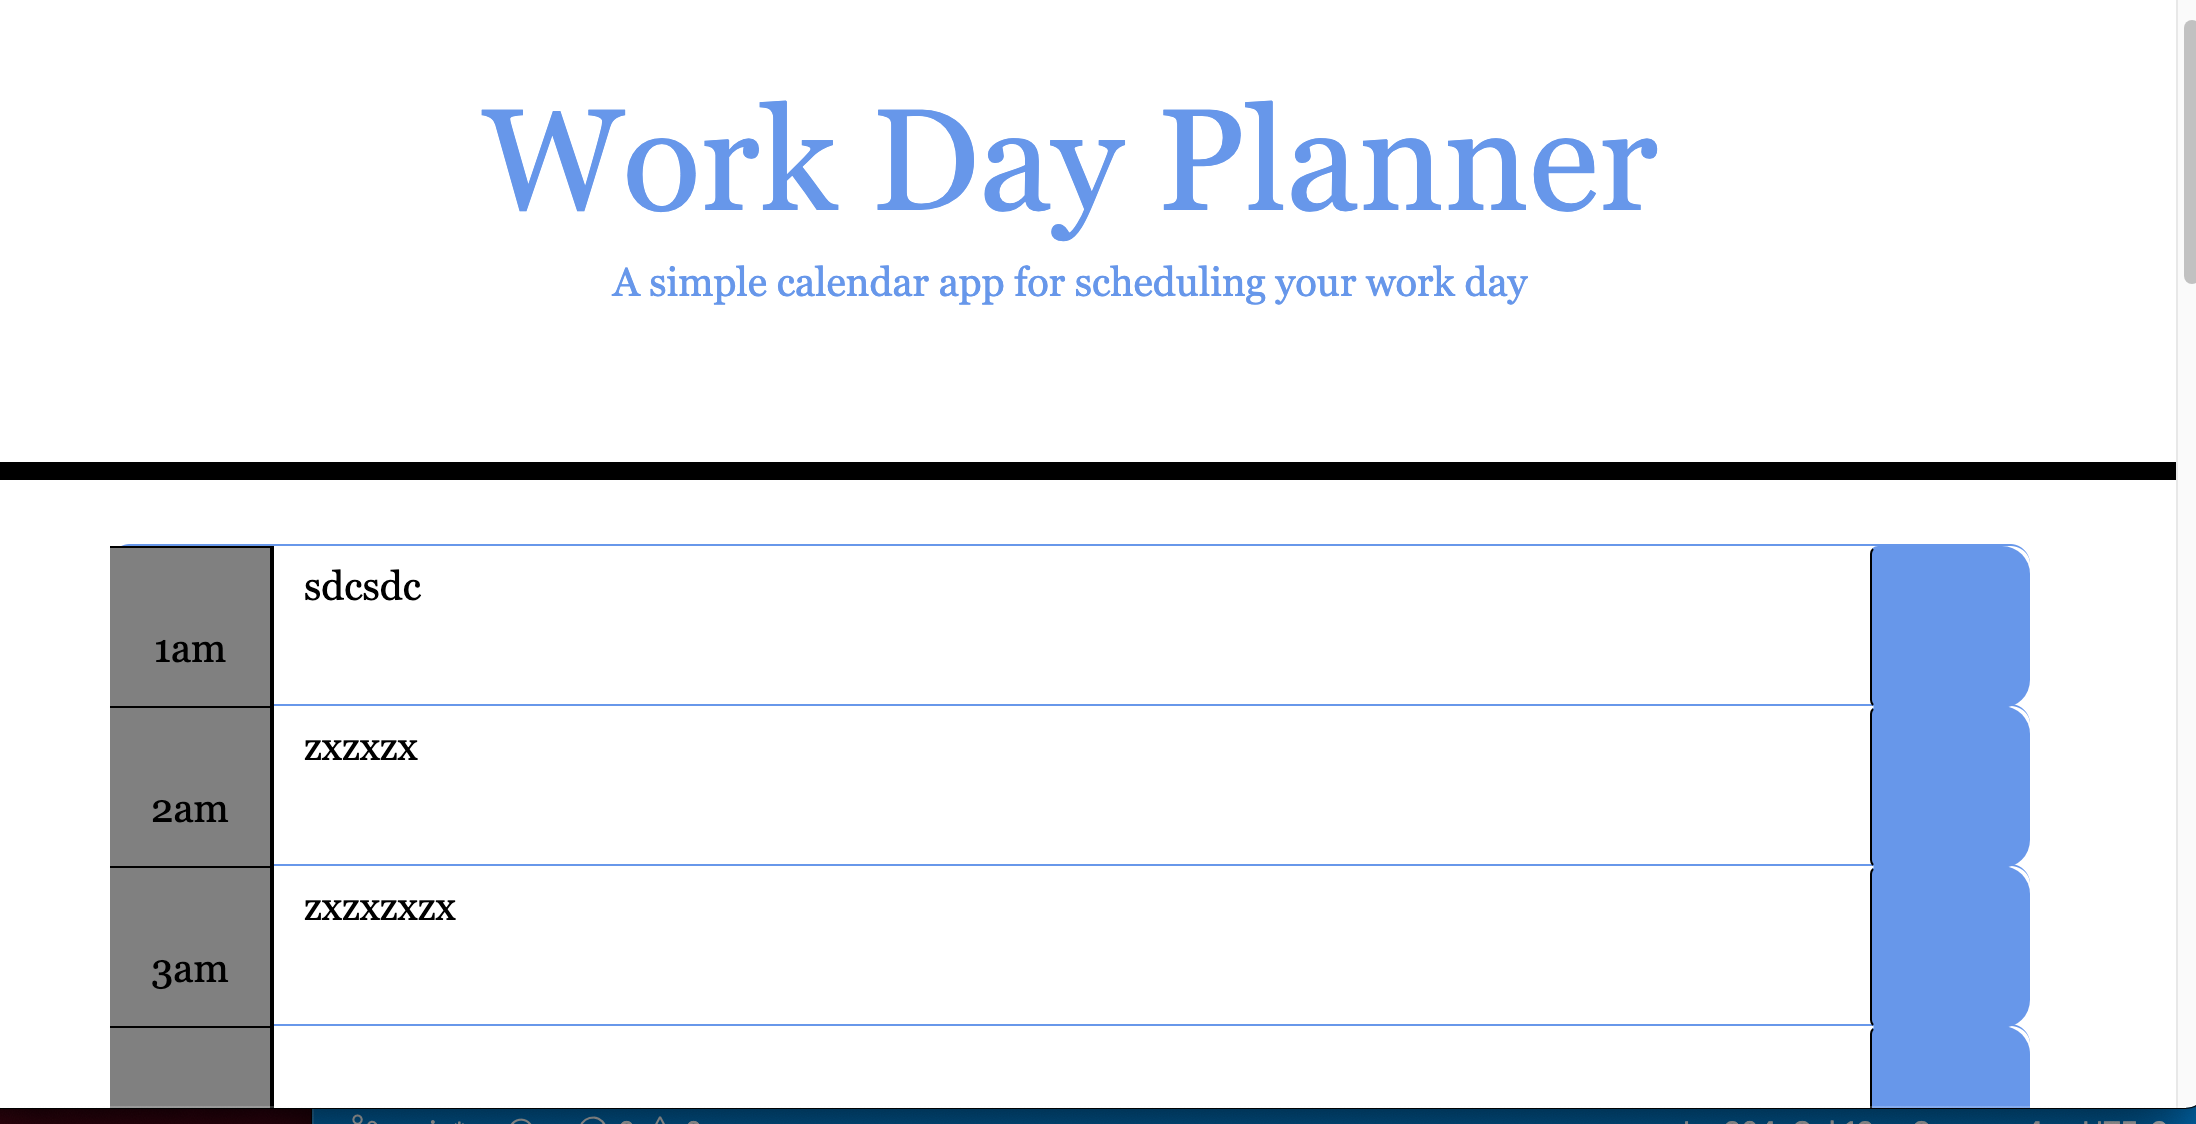 Work Day Planner
A simple calendar app for scheduling your work day
sdcsdc
1am
zxzxzx
2am
zxzxzxzx
3am